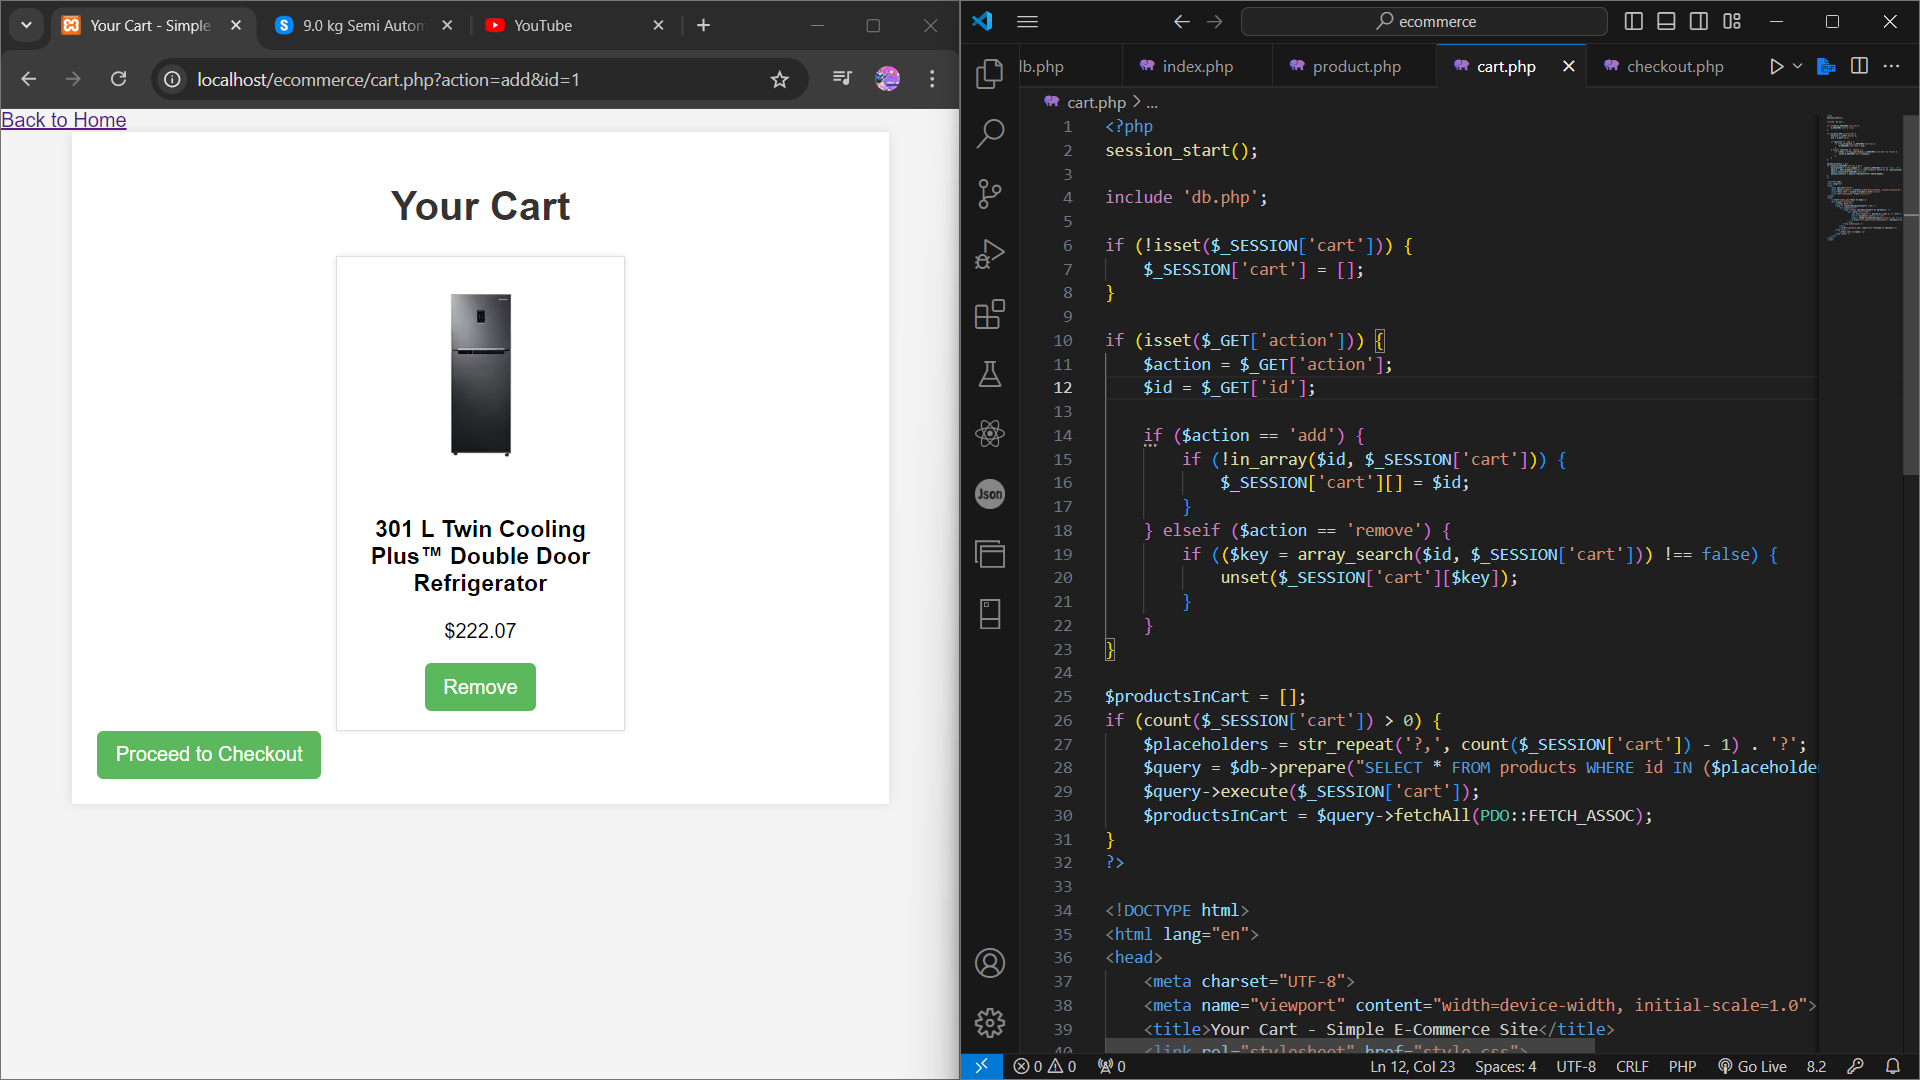 Your Cart - Simple
9.0 kg Semi Autom
YouTube
localhost/ecommerce/cart.php?action=add&id=1
Back to Home
Your Cart
301 L Twin Cooling
Plus™ Double Door
Refrigerator
$222.07
Remove
Proceed to Checkout
ecommerce
lb.php
index.php
product.php
cart.php
checkout.php
cart.php > ...
1 <?php
2 session_start();
3
4 include 'db.php';
5
6 if (!isset($_SESSION['cart'])) {
7 $_SESSION['cart'] = [];
8 }
9
10 if (isset($_GET['action'])) {
11 $action = $_GET['action'];
12 $id = $_GET['id'];
13
14 if ($action == 'add') {
15 if (!in_array($id, $_SESSION['cart'])) {
16 $_SESSION['cart'][] = $id;
17 }
18 } elseif ($action == 'remove') {
19 if (($key = array_search($id, $_SESSION['cart'])) !== false) {
20 unset($_SESSION['cart'][$key]);
21 }
22 }
23 }
24
25 $productsInCart = [];
26 if (count($_SESSION['cart']) > 0) {
27 $placeholders = str_repeat('?,', count($_SESSION['cart']) - 1) . '?';
28 $query = $db->prepare("SELECT * FROM products WHERE id IN ($placeholde
29 $query->execute($_SESSION['cart']);
30 $productsInCart = $query->fetchAll(PDO::FETCH_ASSOC);
31 }
32 ?>
33
34 <!DOCTYPE html>
35 <html lang="en">
36 <head>
37 <meta charset="UTF-8">
38 <meta name="viewport" content="width=device-width, initial-scale=1.0">
39 <title>Your Cart - Simple E-Commerce Site</title>
40 <link rel="stylesheet" href="style.css">
Json
0 0 0
Ln 12, Col 23
Spaces: 4
UTF-8
CRLF
PHP
Go Live
8.2